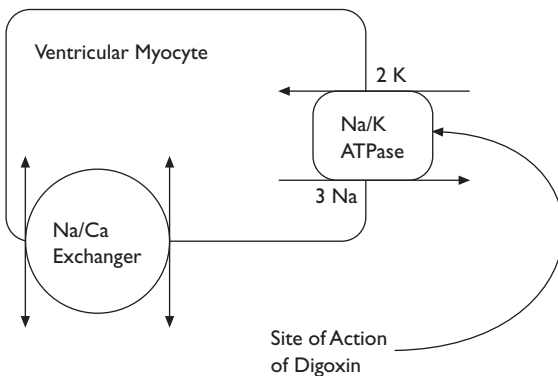 Ventricular Myocyte
2 K
Na/K
ATPase
3 Na
Na/Ca
Exchanger
Site of Action
of Digoxin